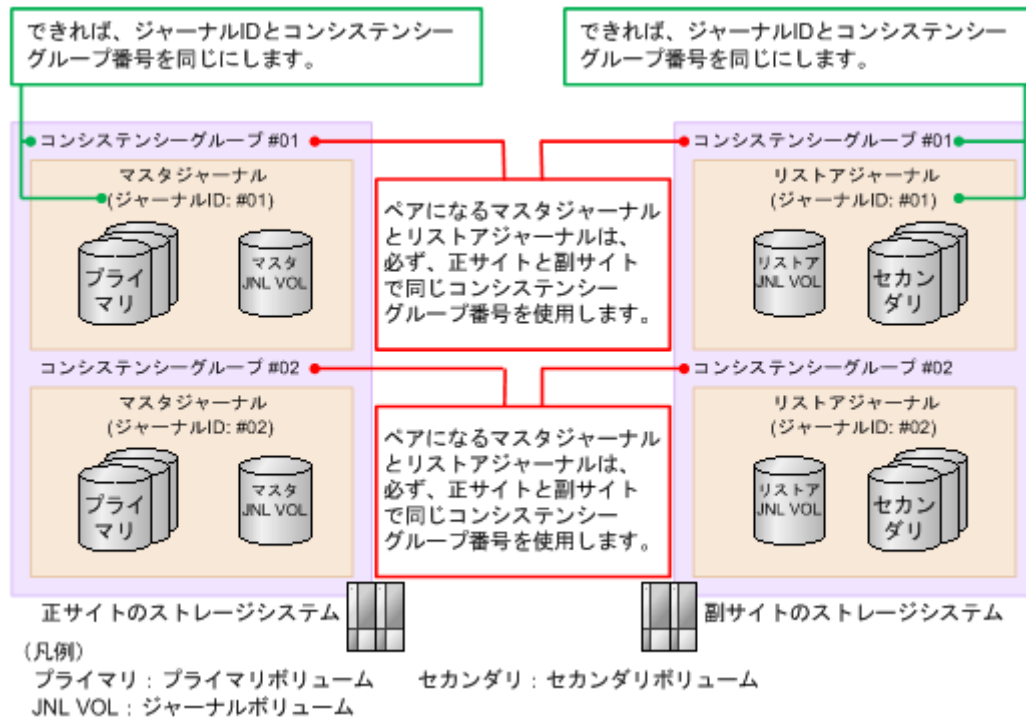 できれば、ジャーナルIDとコンシステンシー
グループ番号を同じにします。
できれば、ジャーナルIDとコンシステンシー
グループ番号を同じにします。
コンシステンシーグループ #01
マスタジャーナル
(ジャーナルID: #01)
プライ
マリ
マスタ
JNL VOL
ペアになるマスタジャーナル
とリストアジャーナルは、
必ず、正サイトと副サイト
で同じコンシステンシー
グループ番号を使用します。
コンシステンシーグループ #01
リストアジャーナル
(ジャーナルID: #01)
リストア
JNL VOL
セカン
ダリ
コンシステンシーグループ #02
マスタジャーナル
(ジャーナルID: #02)
プライ
マリ
マスタ
JNL VOL
ペアになるマスタジャーナル
とリストアジャーナルは、
必ず、正サイトと副サイト
で同じコンシステンシー
グループ番号を使用します。
コンシステンシーグループ #02
リストアジャーナル
(ジャーナルID: #02)
リストア
JNL VOL
セカン
ダリ
正サイトのストレージシステム
副サイトのストレージシステム
(凡例)
プライマリ：プライマリボリューム　セカンダリ：セカンダリボリューム
JNL VOL：ジャーナルボリューム